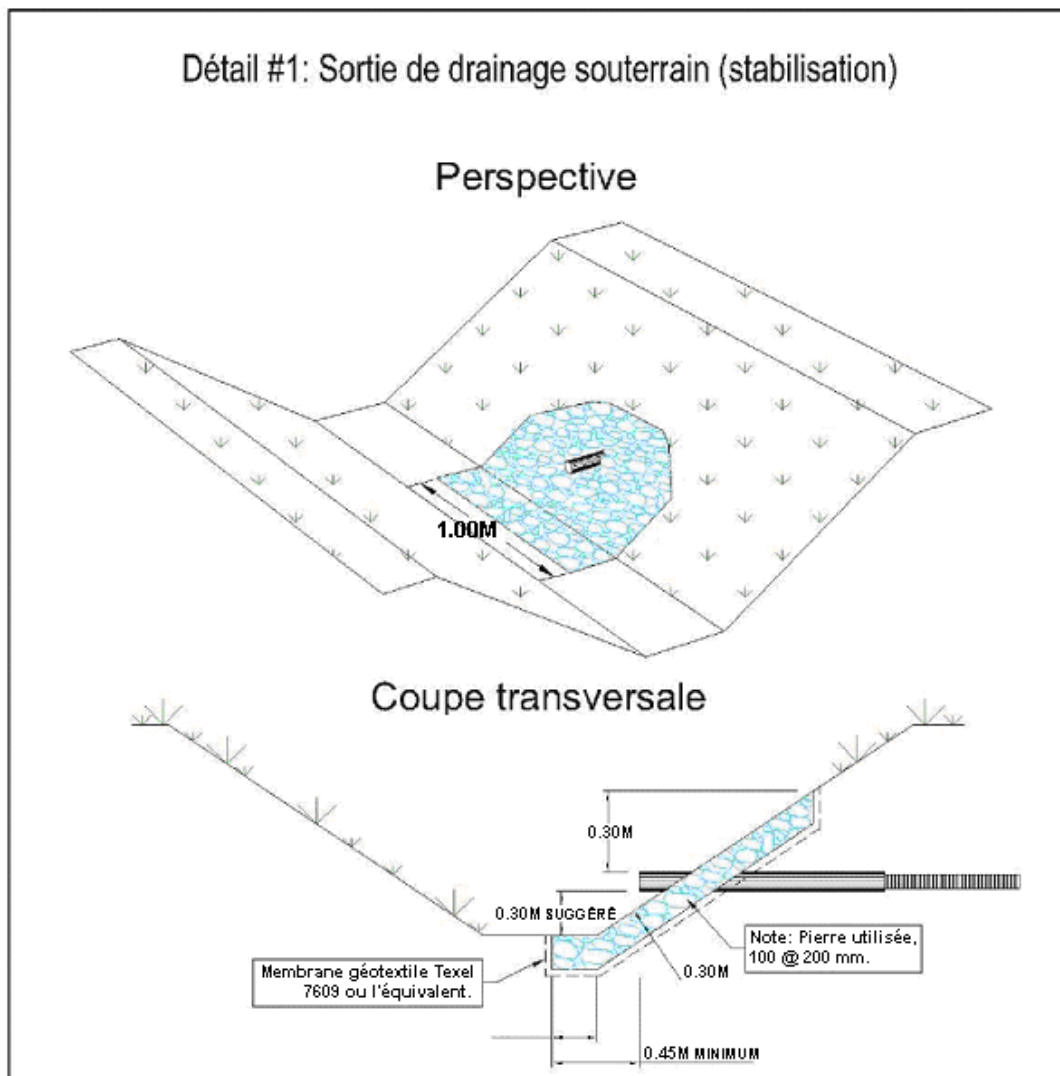 Détail #1: Sortie de drainage souterrain (stabilisation)
Perspective
1.00M
Coupe transversale
0.30M
0.30M SUGGÉRÉ
Note: Pierre utilisée,
100 @ 200 mm.
Membrane géotextile Texel
7609 ou l'équivalent.
0.30M
0.45M MINIMUM